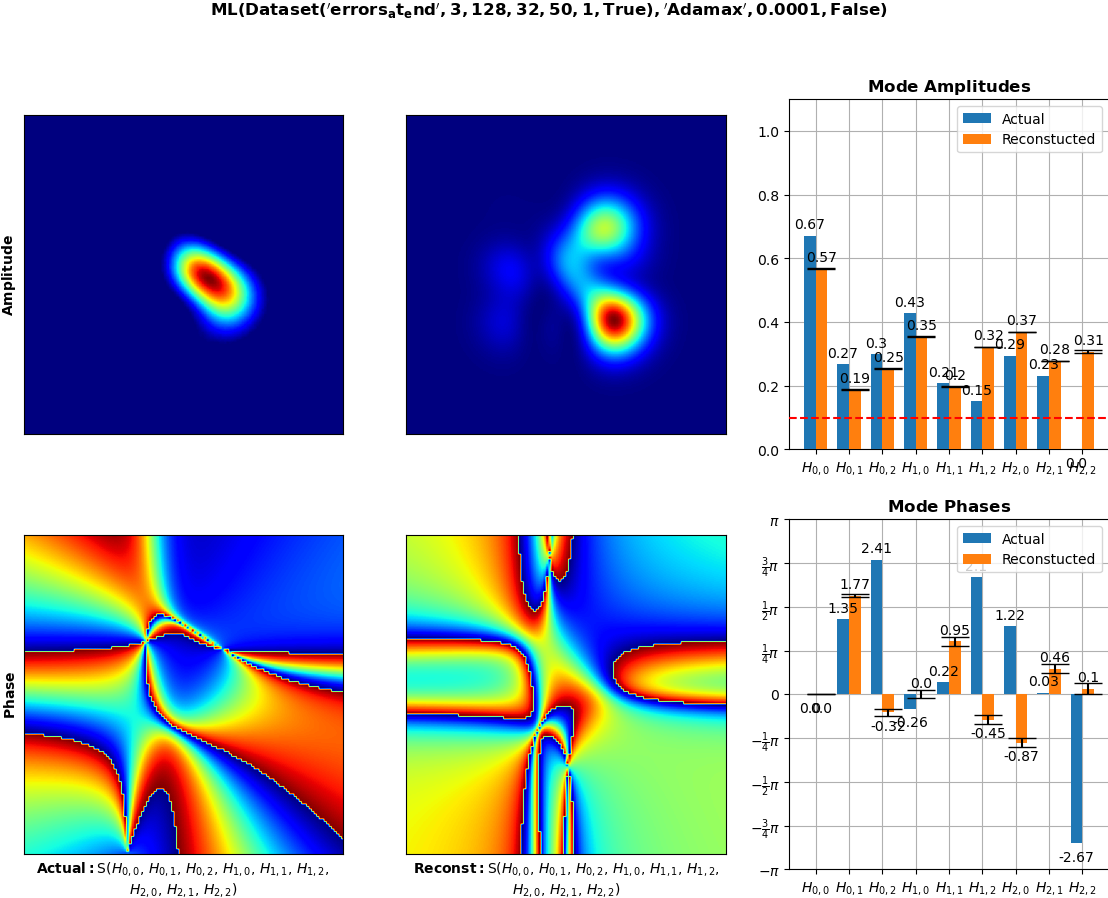 ML(Dataset('errors_at_end', 3, 128, 32, 50, 1, True), 'Adamax', 0.0001, False)
Amplitude
Mode Amplitudes
Actual
Reconstucted
1.0
0.8
0.6
0.4
0.2
0.0
0.67
0.57
0.27
0.19
0.3
0.25
0.43
0.35
0.21
0.2
0.15
0.32
0.29
0.37
0.23
0.28
0.0
0.31
H0,0 H0,1 H0,2 H1,0 H1,1 H1,2 H2,0 H2,1 H2,2
Phase
Actual: S(H0,0, H0,1, H0,2, H1,0, H1,1, H1,2,
H2,0, H2,1, H2,2)
Reconst: S(H0,0, H0,1, H0,2, H1,0, H1,1, H1,2,
H2,0, H2,1, H2,2)
Mode Phases
Actual
Reconstucted
π
3/4π
1/2π
1/4π
0
−1/4π
−1/2π
−3/4π
−π
0.0
0.0
1.35
1.77
2.41
-0.32
-0.26
0.0
0.22
0.95
-0.45
1.22
-0.87
0.03
0.46
-2.67
0.1
H0,0 H0,1 H0,2 H1,0 H1,1 H1,2 H2,0 H2,1 H2,2